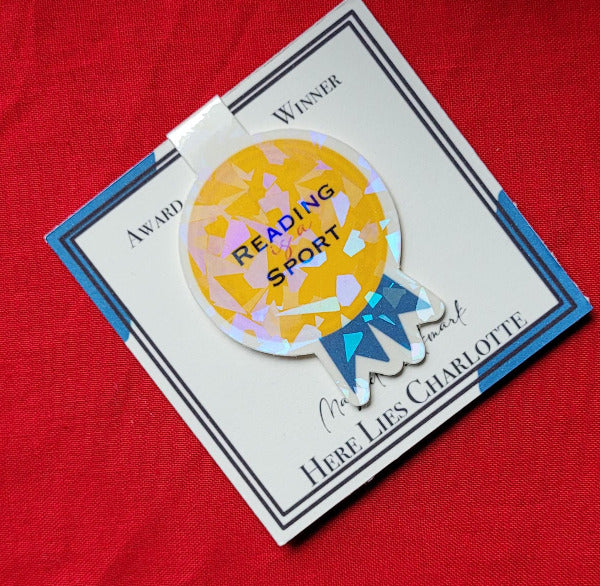 AWARD WINNER
READING
is a
SPORT
HERE LIES CHARLOTTE